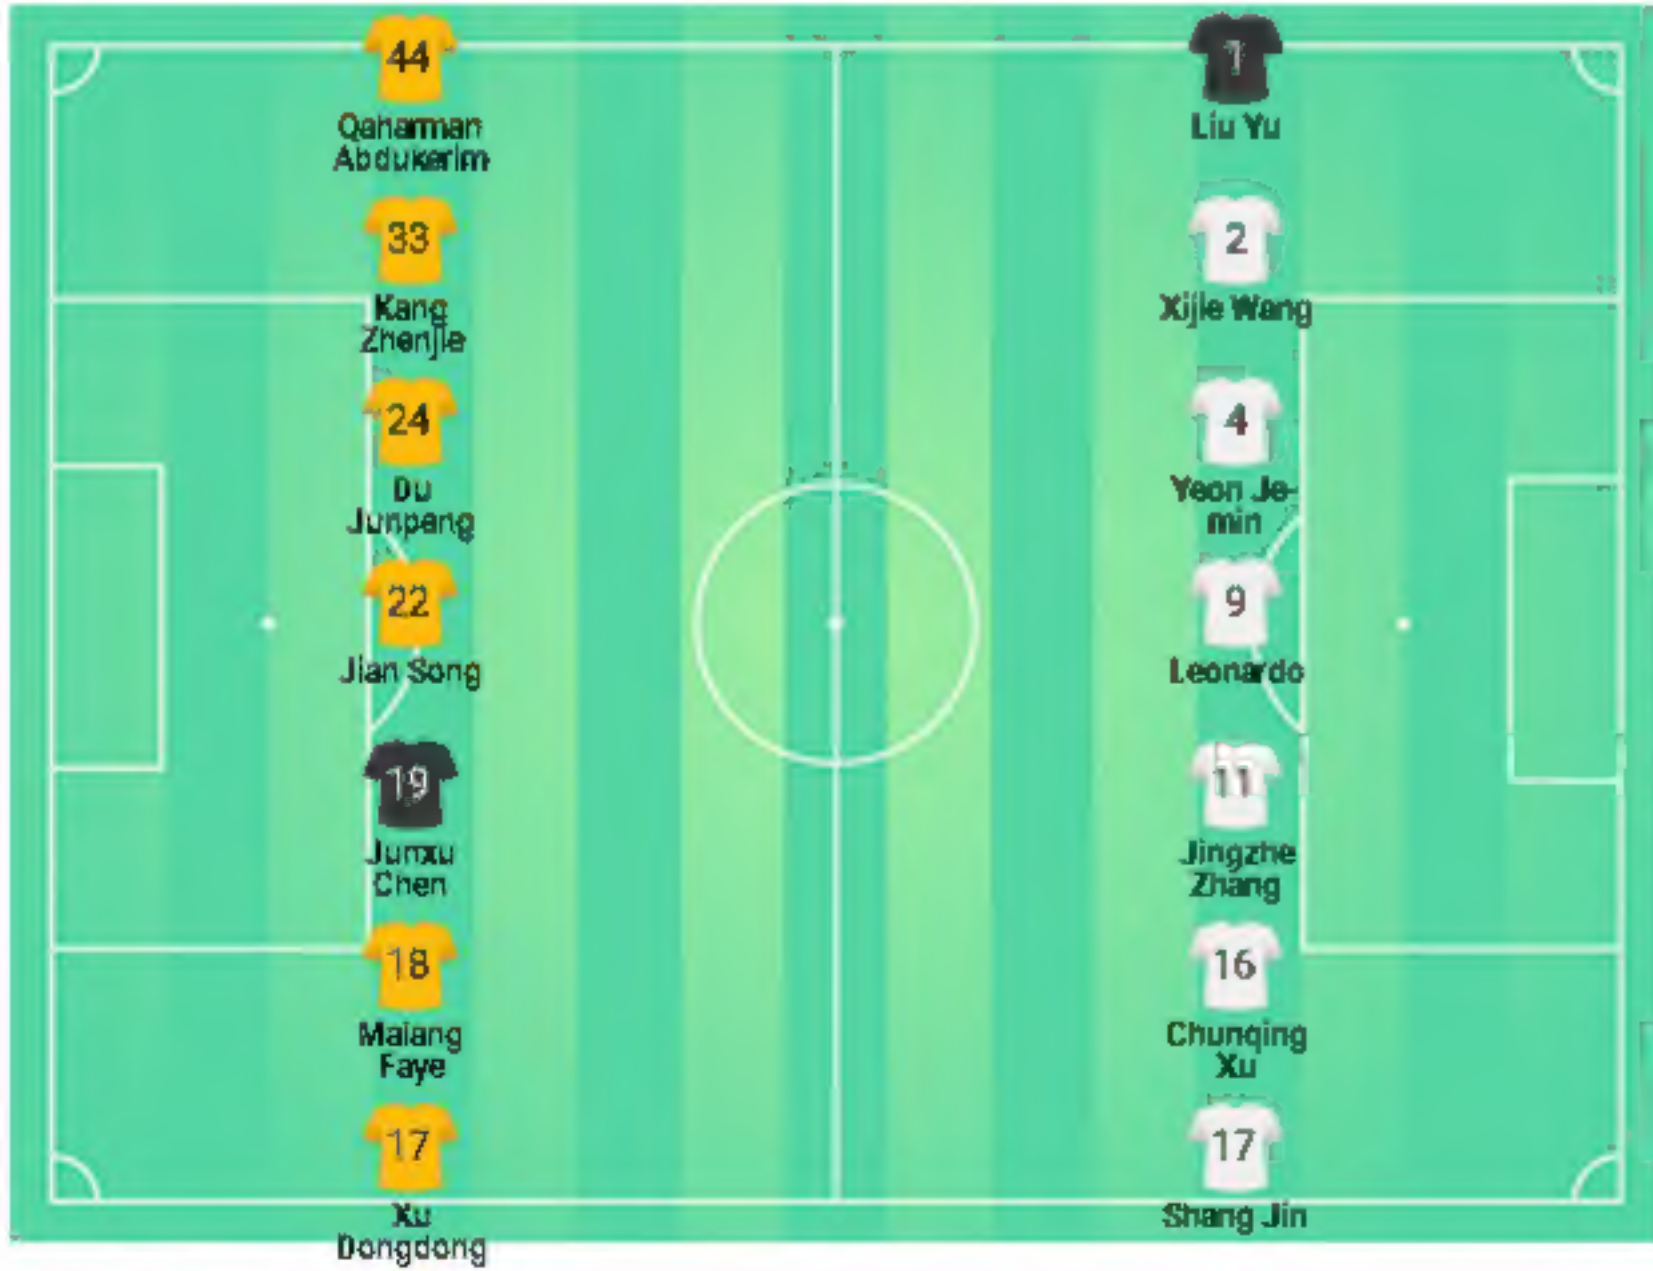 44
Qaharman
Abdukerim
33
Kang
Zhenjie
24
Du
Junpeng
22
Jian Song
19
Junxu
Chen
18
Malang
Faye
17
Xu
Dongdong
1
Liu Yu
2
Xijie Wang
4
Yeon Je-
min
9
Leonardo
11
Jingzhe
Zhang
16
Chunqing
Xu
17
Shang Jin